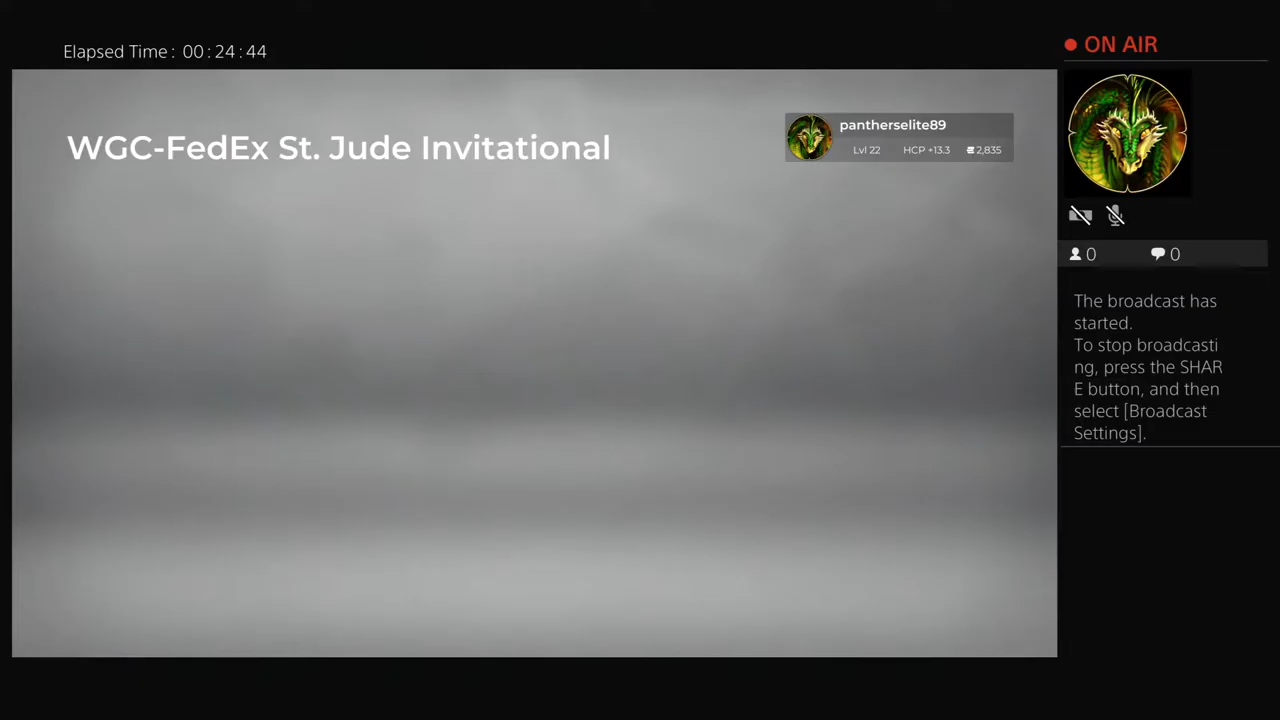 Elapsed Time: 00:24:44
ON AIR
WGC-FedEx St. Jude Invitational
pantherselite89
Lvl 22 HCP +13.3 2,835
0 0
The broadcast has
started.
To stop broadcasti
ng, press the SHAR
E button, and then
select [Broadcast
Settings].